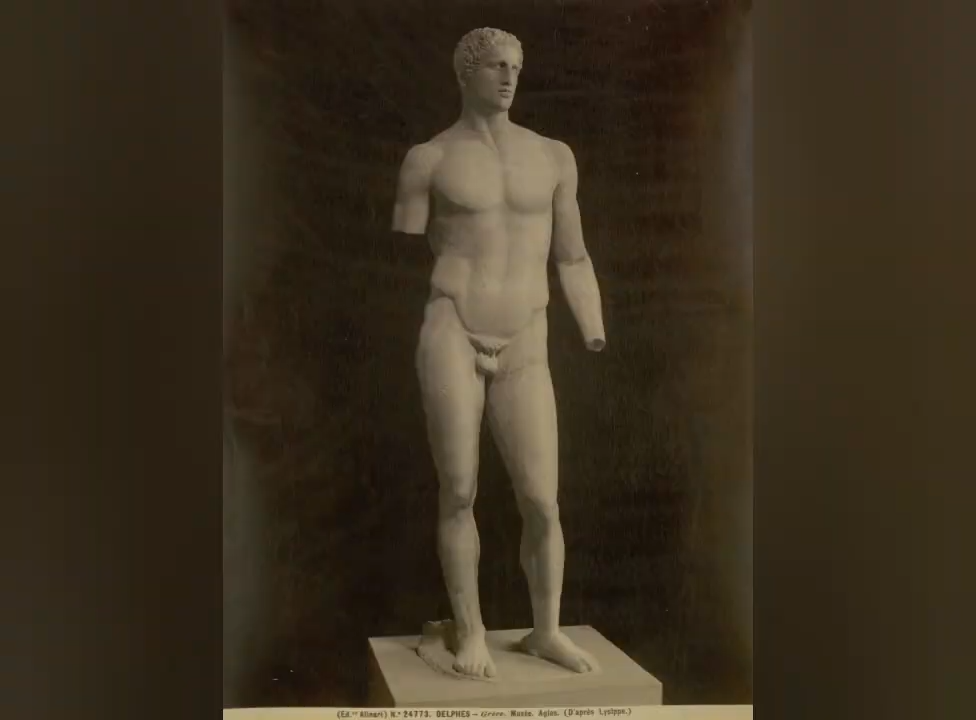 (Ed.ⁿᵉ Alinari) N.° 24773. DELPHES — Grèce. Musée. Agias. (D'après Lysippe.)